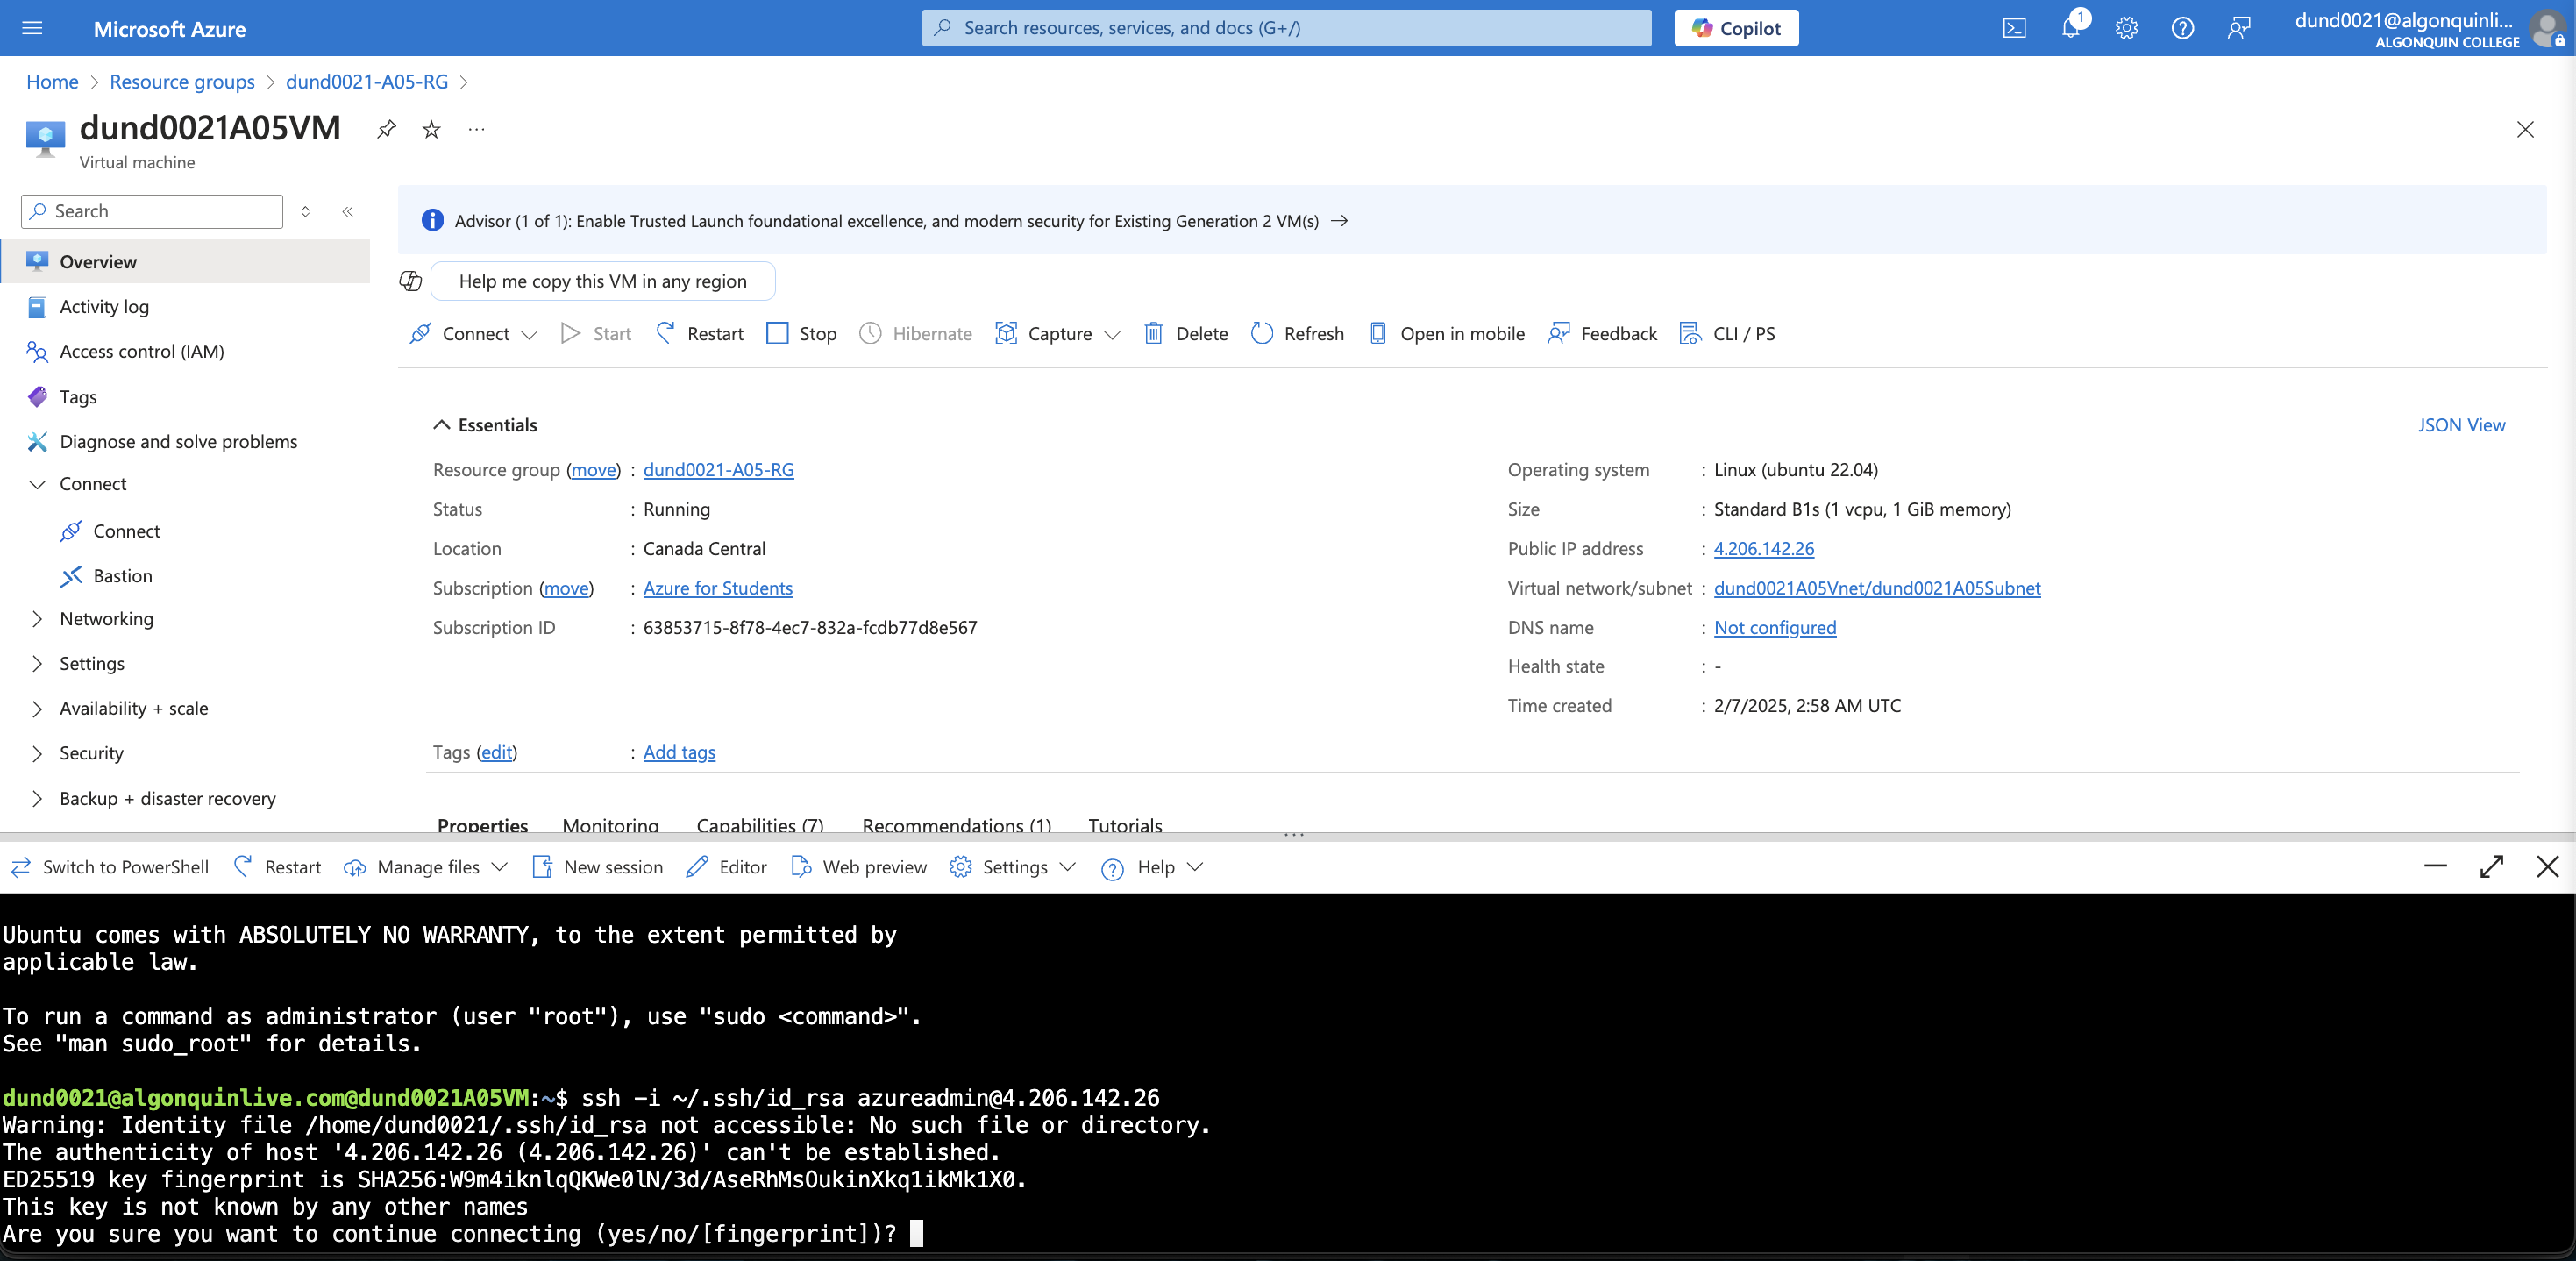 Microsoft Azure
Search resources, services, and docs (G+/)
Copilot
1
dund0021@algonquinli...
ALGONQUIN COLLEGE
Home > Resource groups > dund0021-A05-RG >
dund0021A05VM
Virtual machine
Search
Overview
Activity log
Access control (IAM)
Tags
Diagnose and solve problems
Connect
Connect
Bastion
Networking
Settings
Availability + scale
Security
Backup + disaster recovery
Advisor (1 of 1): Enable Trusted Launch foundational excellence, and modern security for Existing Generation 2 VM(s) →
Help me copy this VM in any region
Connect Start Restart Stop Hibernate Capture Delete Refresh Open in mobile Feedback CLI / PS
Essentials
JSON View
Resource group (move) : dund0021-A05-RG
Status : Running
Location : Canada Central
Subscription (move) : Azure for Students
Subscription ID : 63853715-8f78-4ec7-832a-fcdb77d8e567
Operating system : Linux (ubuntu 22.04)
Size : Standard B1s (1 vcpu, 1 GiB memory)
Public IP address : 4.206.142.26
Virtual network/subnet : dund0021A05Vnet/dund0021A05Subnet
DNS name : Not configured
Health state : -
Time created : 2/7/2025, 2:58 AM UTC
Tags (edit) : Add tags
Properties Monitoring Capabilities (7) Recommendations (1) Tutorials
Switch to PowerShell Restart Manage files New session Editor Web preview Settings Help
Ubuntu comes with ABSOLUTELY NO WARRANTY, to the extent permitted by
applicable law.
To run a command as administrator (user "root"), use "sudo <command>".
See "man sudo_root" for details.
dund0021@algonquinlive.com@dund0021A05VM:~$ ssh -i ~/.ssh/id_rsa azureadmin@4.206.142.26
Warning: Identity file /home/dund0021/.ssh/id_rsa not accessible: No such file or directory.
The authenticity of host '4.206.142.26 (4.206.142.26)' can't be established.
ED25519 key fingerprint is SHA256:W9m4iknlqQKWe0lN/3d/AseRhMsOukinXkq1ikMk1X0.
This key is not known by any other names
Are you sure you want to continue connecting (yes/no/[fingerprint])?